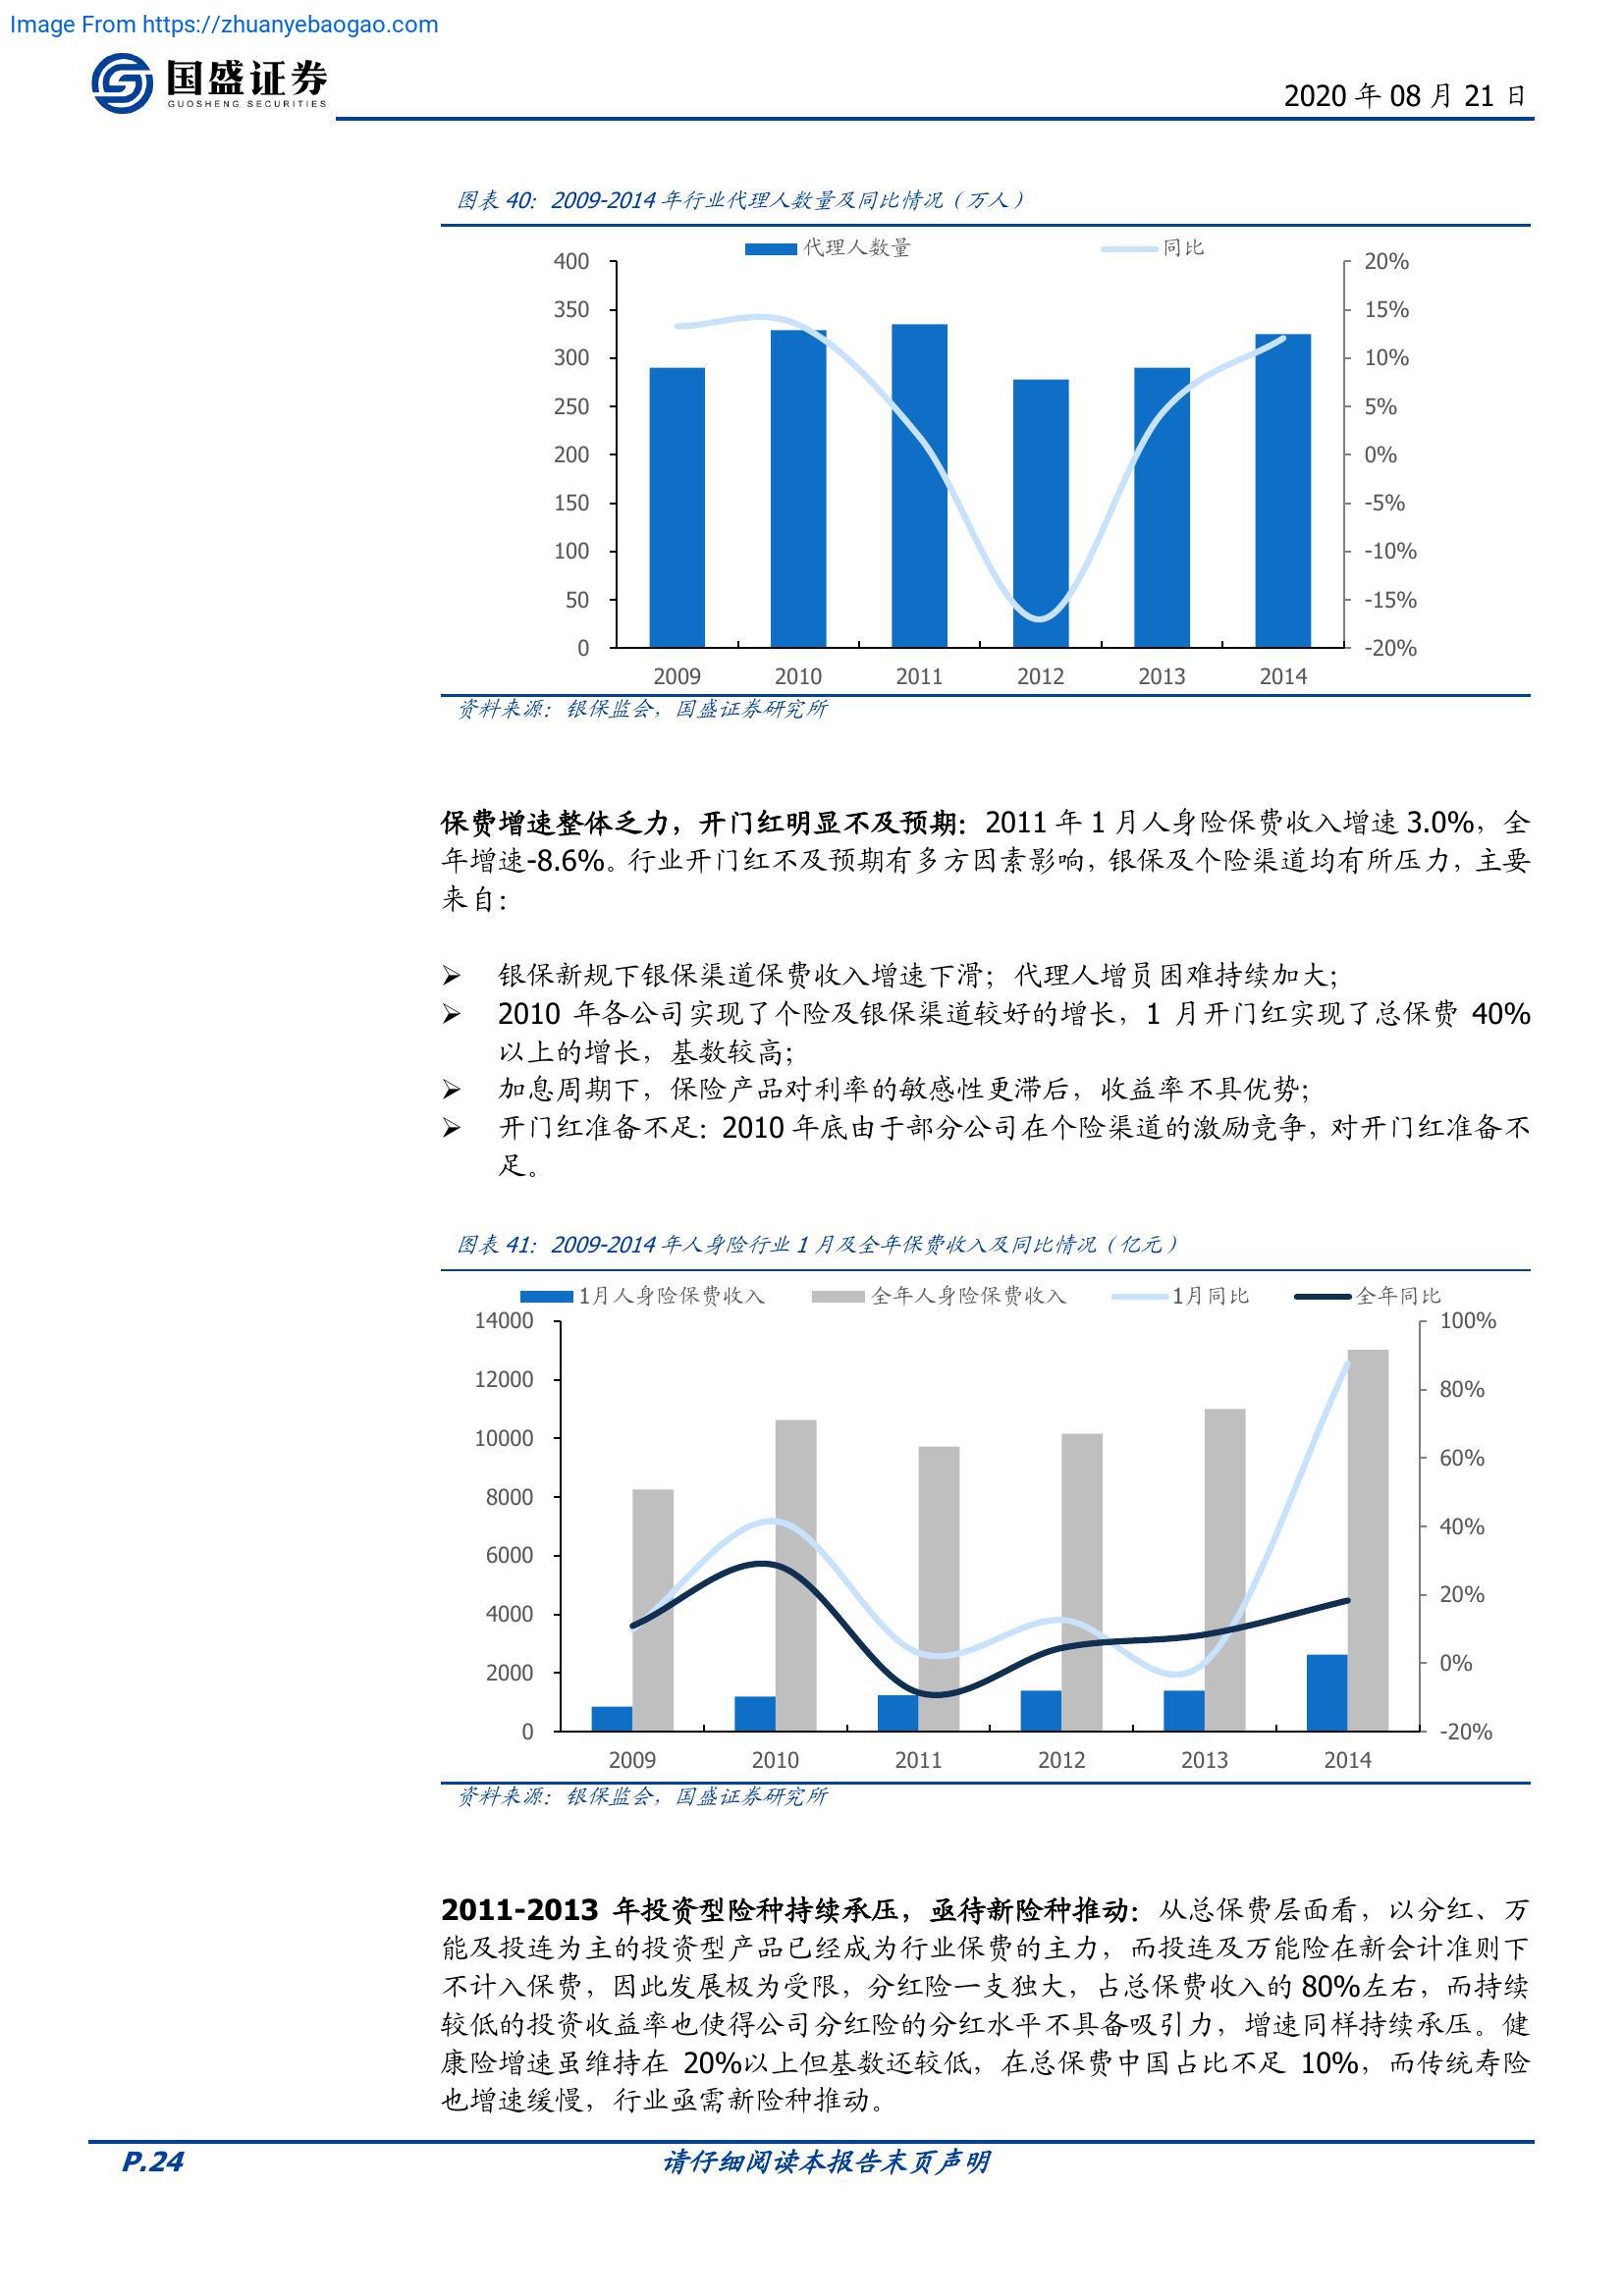 Image From https://zhuanyebaogao.com
国盛证券
GUOSHENG SECURITIES
2020 年 08 月 21 日
图表 40：2009-2014 年行业代理人数量及同比情况（万人）
代理人数量 同比
400 20%
350 15%
300 10%
250 5%
200 0%
150 -5%
100 -10%
50 -15%
0 -20%
2009 2010 2011 2012 2013 2014
资料来源：银保监会，国盛证券研究所
保费增速整体乏力，开门红明显不及预期：2011 年 1 月人身险保费收入增速 3.0%，全
年增速-8.6%。行业开门红不及预期有多方因素影响，银保及个险渠道均有所压力，主要
来自：
➢ 银保新规下银保渠道保费收入增速下滑；代理人增员困难持续加大；
➢ 2010 年各公司实现了个险及银保渠道较好的增长，1 月开门红实现了总保费 40%
以上的增长，基数较高；
➢ 加息周期下，保险产品对利率的敏感性更滞后，收益率不具优势；
➢ 开门红准备不足：2010 年底由于部分公司在个险渠道的激励竞争，对开门红准备不
足。
图表 41：2009-2014 年人身险行业 1 月及全年保费收入及同比情况（亿元）
1月人身险保费收入 全年人身险保费收入 1月同比 全年同比
14000 100%
12000 80%
10000 60%
8000 40%
6000 20%
4000 0%
2000 -20%
0
2009 2010 2011 2012 2013 2014
资料来源：银保监会，国盛证券研究所
2011-2013 年投资型险种持续承压，亟待新险种推动：从总保费层面看，以分红、万
能及投连为主的投资型产品已经成为行业保费的主力，而投连及万能险在新会计准则下
不计入保费，因此发展极为受限，分红险一支独大，占总保费收入的 80%左右，而持续
较低的投资收益率也使得公司分红险的分红水平不具备吸引力，增速同样持续承压。健
康险增速虽维持在 20%以上但基数还较低，在总保费中国占比不足 10%，而传统寿险
也增速缓慢，行业亟需新险种推动。
P.24 请仔细阅读本报告末页声明